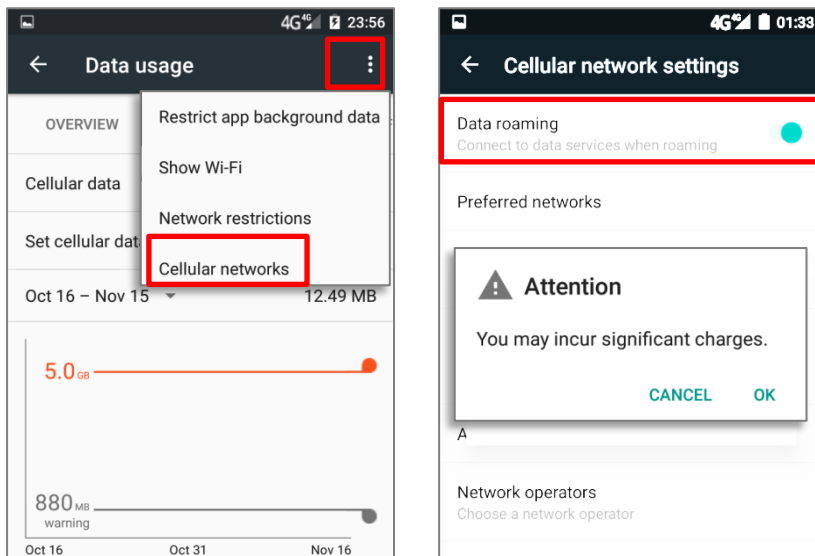 4G 4G 23:56
Data usage
OVERVIEW
Restrict app background data
Show Wi-Fi
Cellular data
Network restrictions
Set cellular dat
Cellular networks
Oct 16 – Nov 15 12.49 MB
5.0 GB
880 MB
warning
Oct 16 Oct 31 Nov 16
4G 4G 01:33
Cellular network settings
Data roaming
Connect to data services when roaming
Preferred networks
Attention
You may incur significant charges.
CANCEL OK
A
Network operators
Choose a network operator